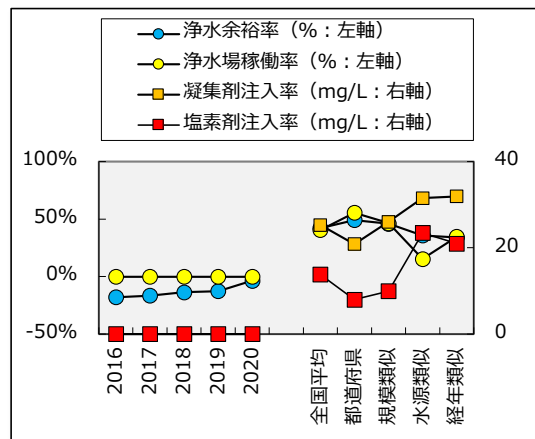 浄水余裕率（%：左軸）
浄水場稼働率（%：左軸）
凝集剤注入率（mg/L：右軸）
塩素剤注入率（mg/L：右軸）
100%
50%
0%
-50%
40
20
0
2016
2017
2018
2019
2020
全国平均
都道府県
規模類似
水源類似
経年類似